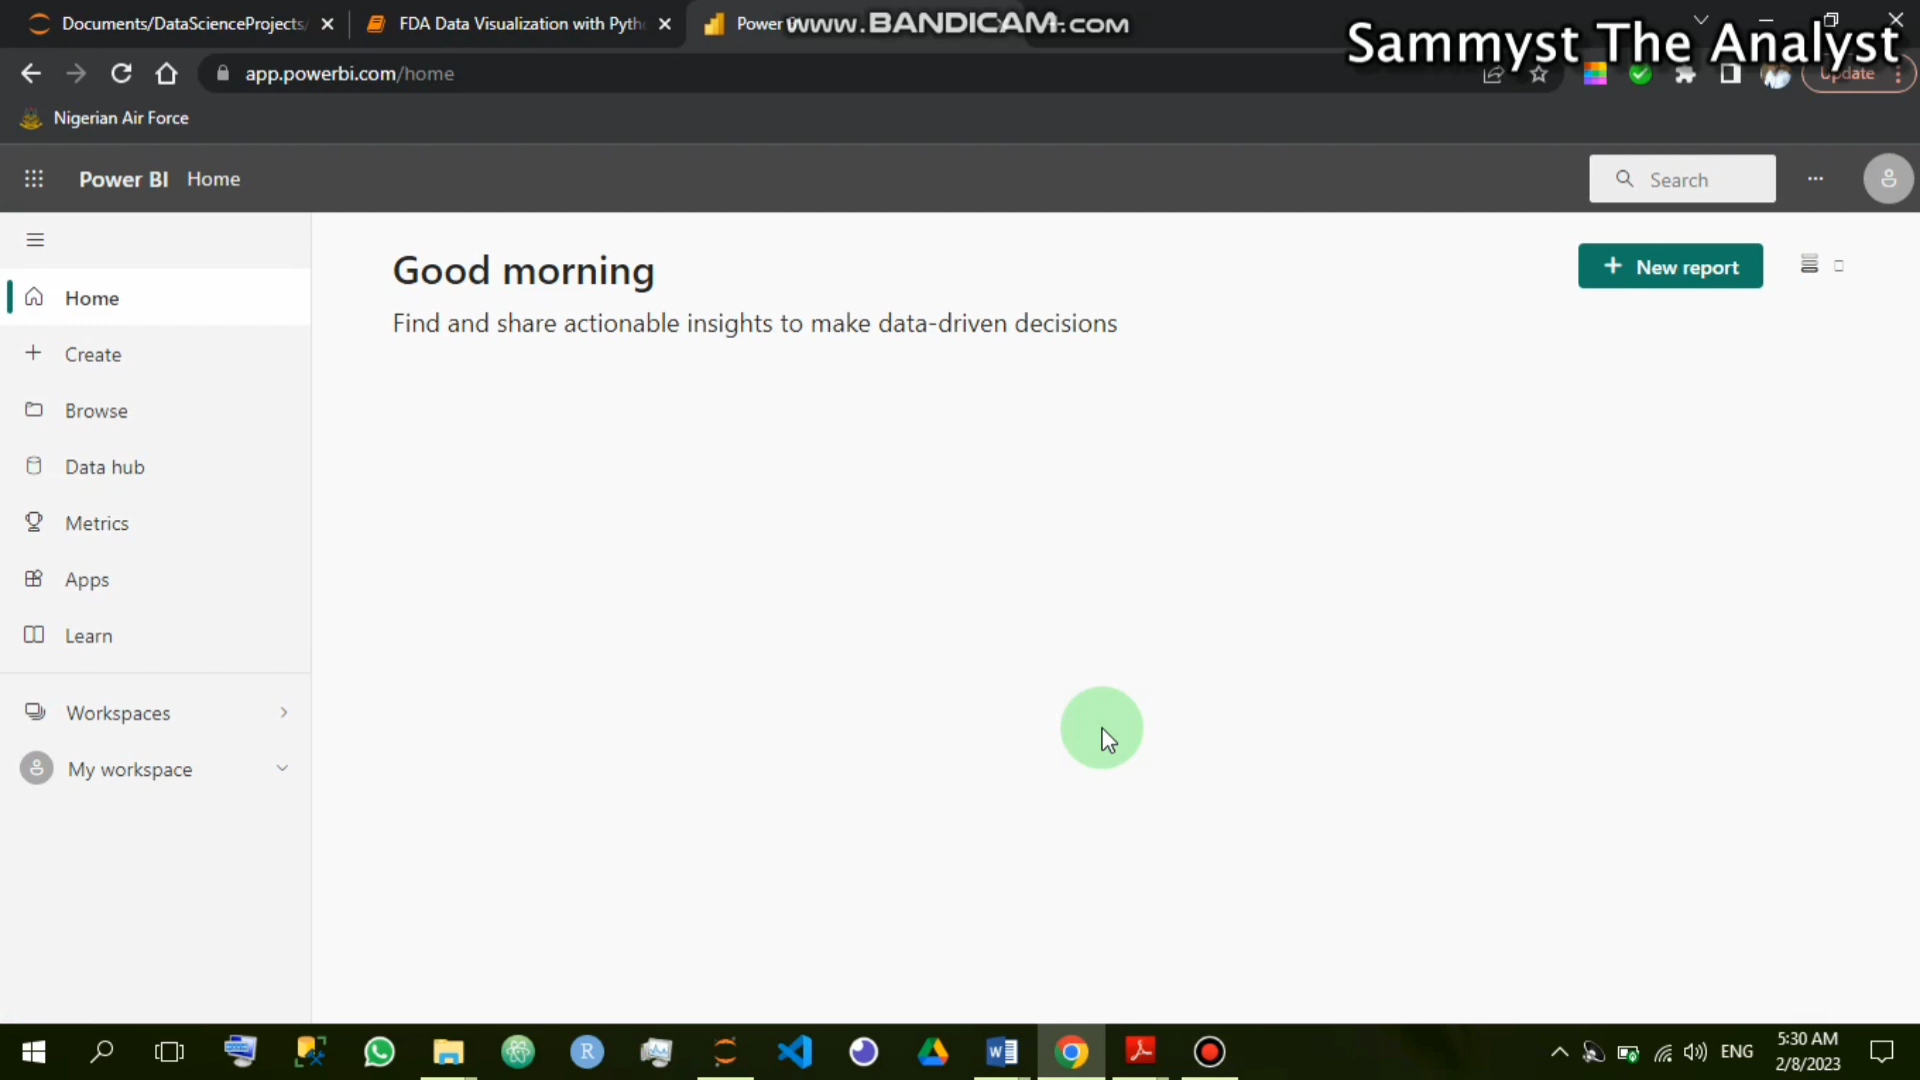 Documents/DataScienceProjects/
FDA Data Visualization with Pyth
Power
www.BANDICAM.com
Sammyst The Analyst
app.powerbi.com/home
Update
Nigerian Air Force
Power BI Home
Search
Good morning
New report
Find and share actionable insights to make data-driven decisions
Home
Create
Browse
Data hub
Metrics
Apps
Learn
Workspaces
My workspace
ENG
5:30 AM
2/8/2023